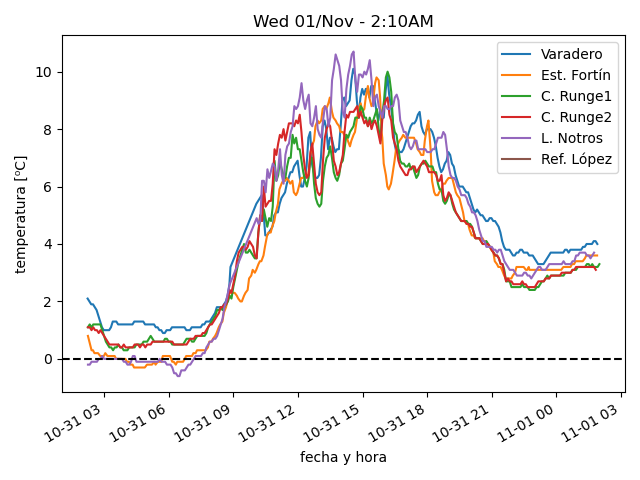 Wed 01/Nov - 2:10AM
temperatura [ºC]
10
8
6
4
2
0
Varadero
Est. Fortín
C. Runge1
C. Runge2
L. Notros
Ref. López
10-31 03
10-31 06
10-31 09
10-31 12
10-31 15
10-31 18
10-31 21
11-01 00
11-01 03
fecha y hora